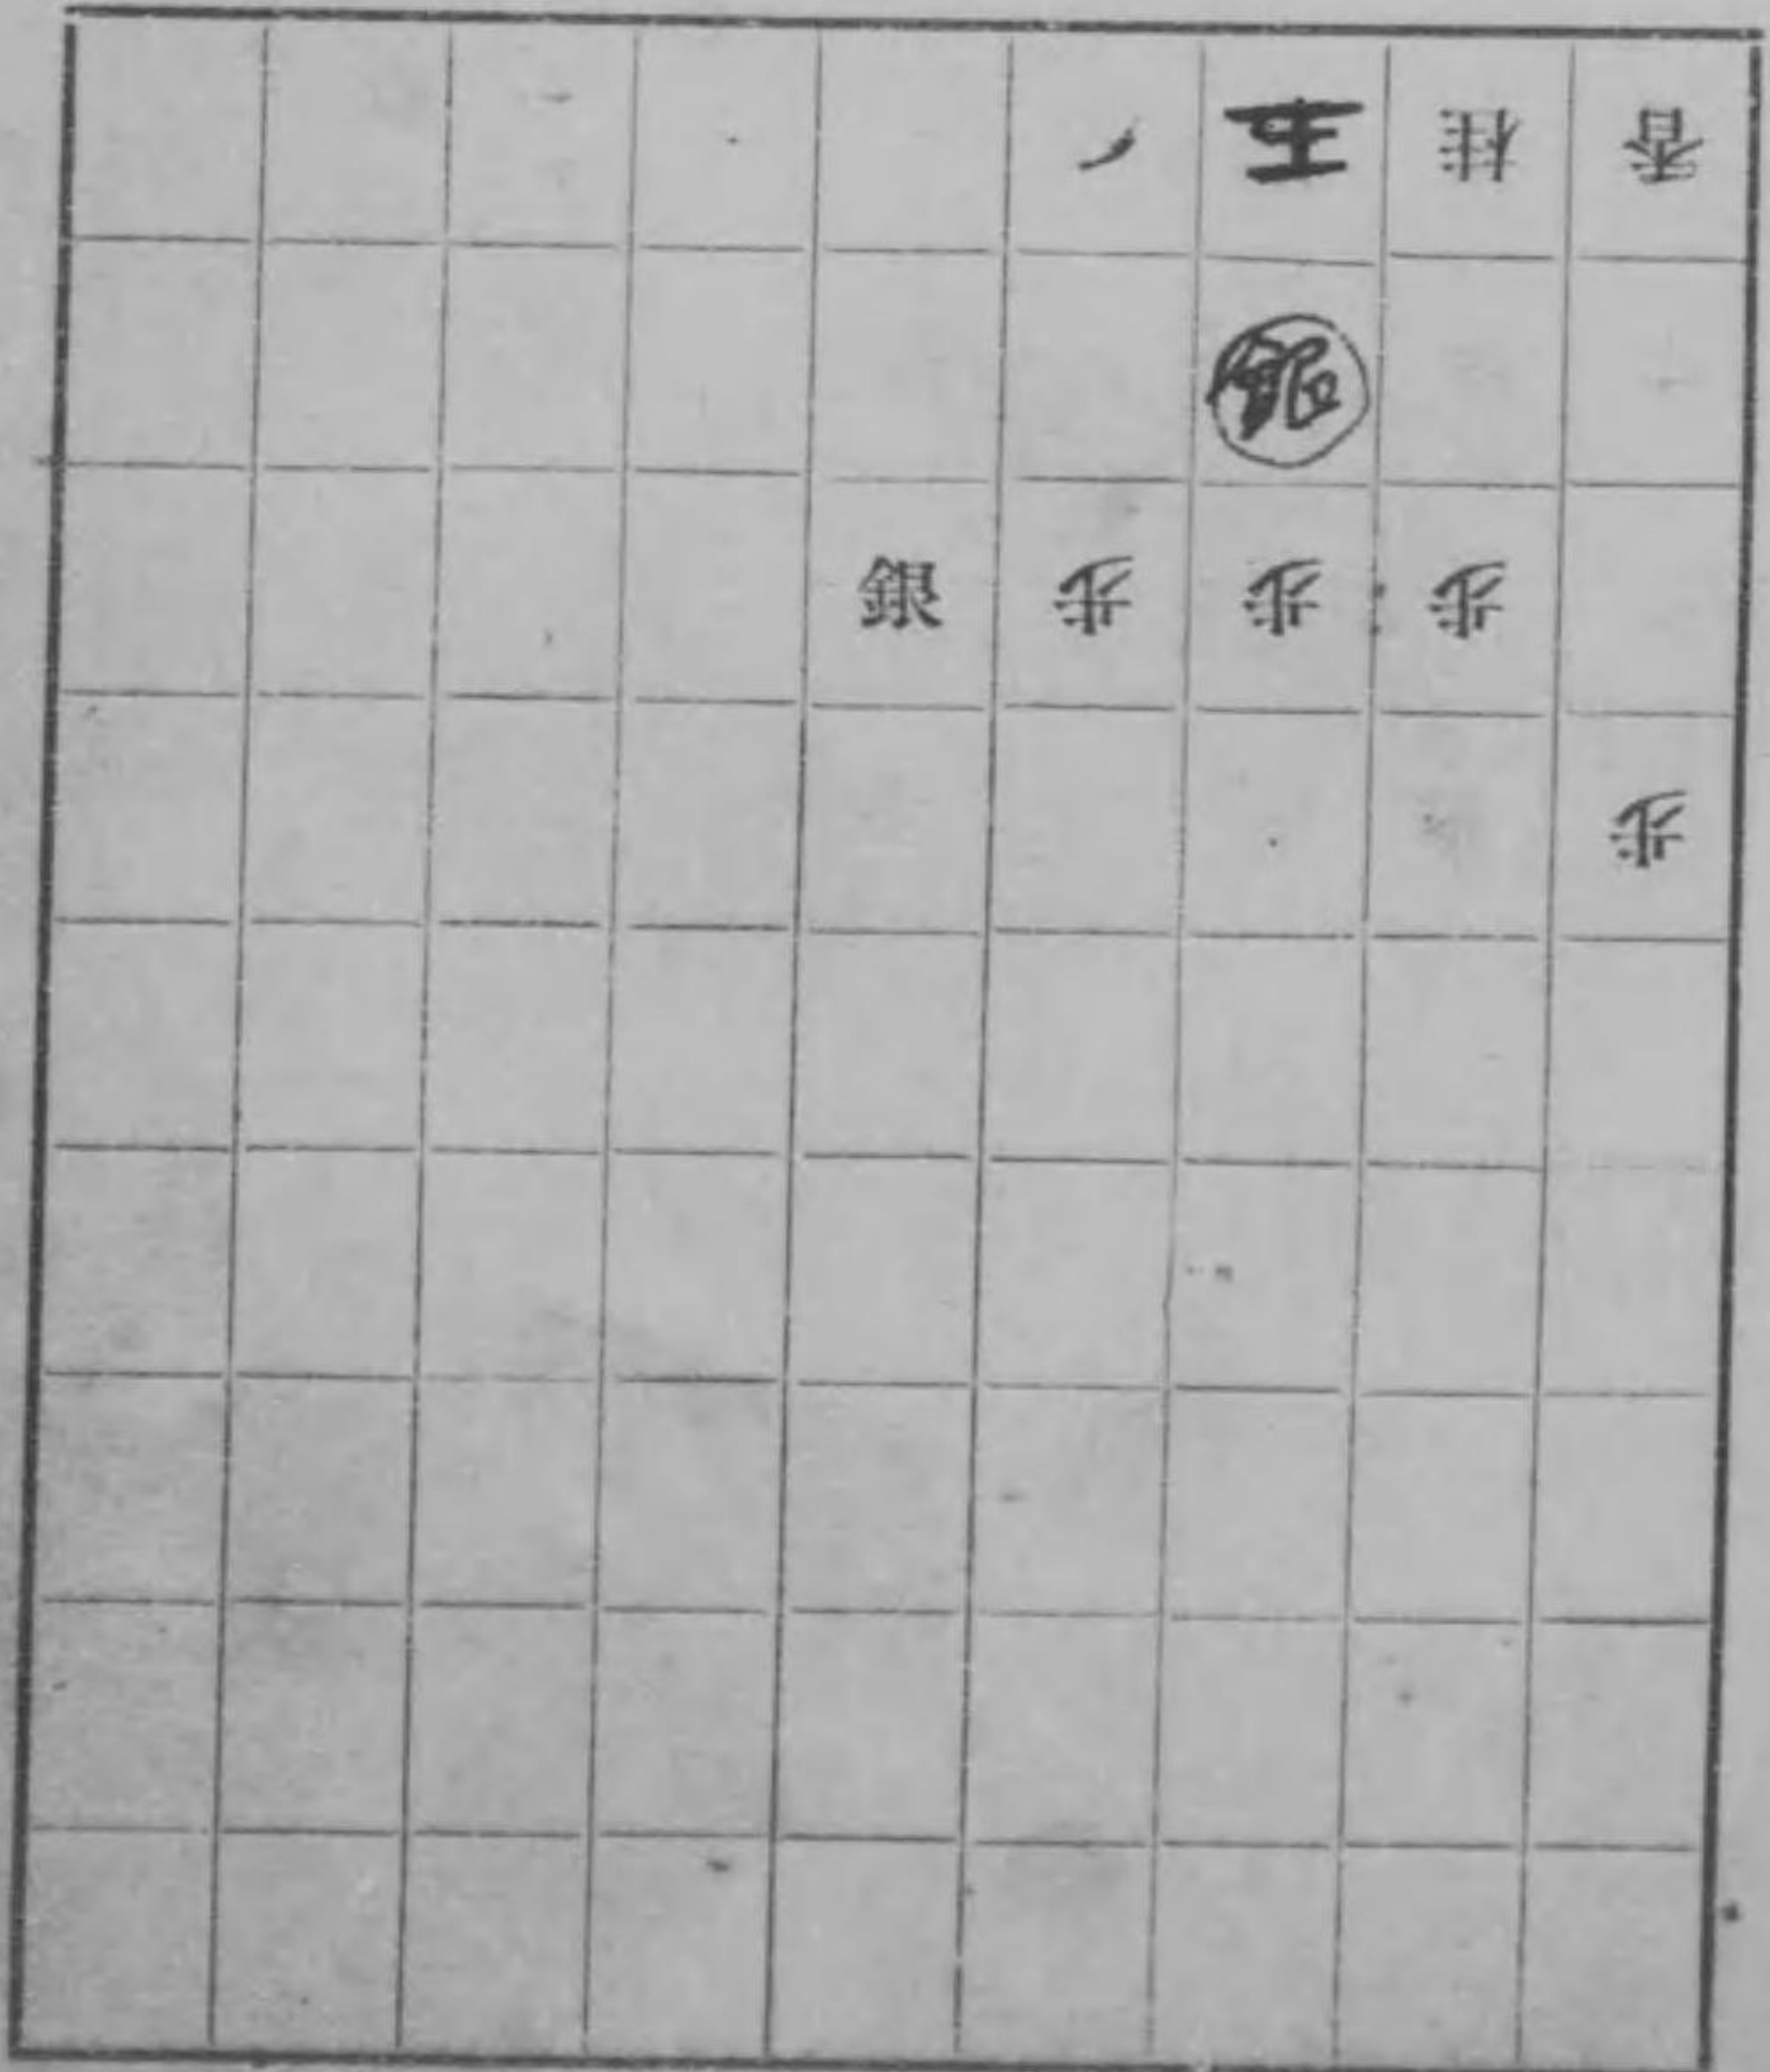 王 桂 香
銀
銀 歩 歩 歩
歩